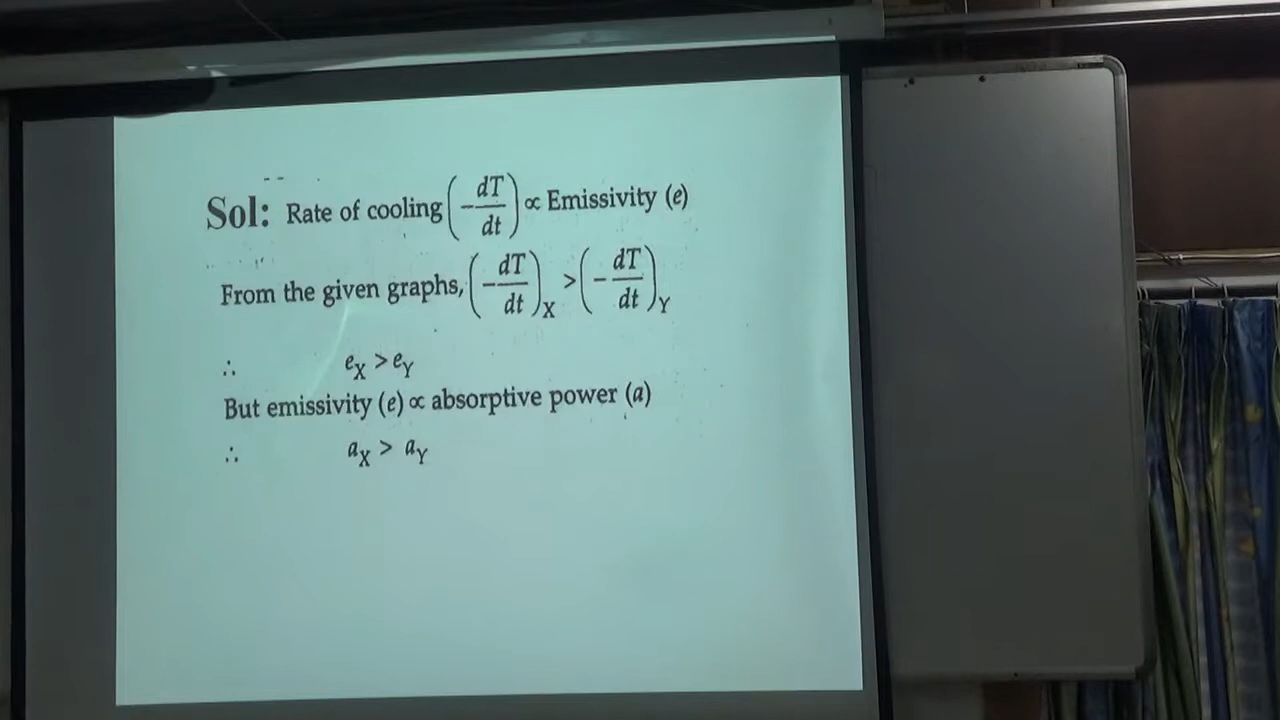 Sol: Rate of cooling (-dT/dt) ∝ Emissivity (e)
From the given graphs, (-dT/dt)X > (-dT/dt)Y
∴ eX > eY
But emissivity (e) ∝ absorptive power (a)
∴ aX > aY